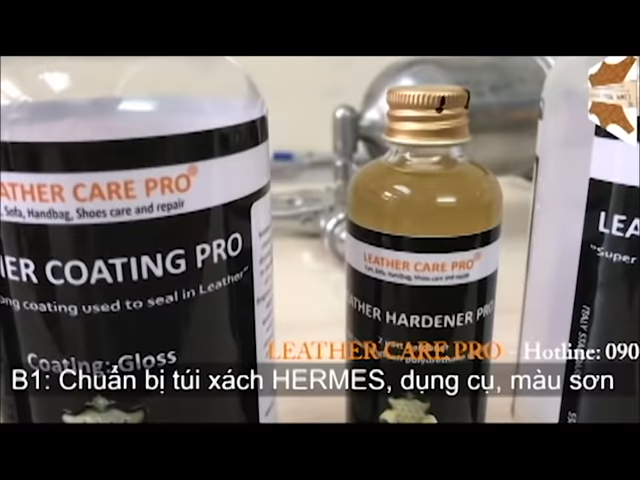 ATHER CARE PRO®
, Sofa, Handbag, Shoes care and repair
ER COATING PRO
ng coating used to seal in Leather"
Coating: Gloss
LEATHER CARE PRO®
Car, Sofa, Handbag, Shoes care and repair
ATHER HARDENER PRO
LEA
"Super
LEATHER CARE PRO - Hotline: 090
B1: Chuẩn bị túi xách HERMES, dụng cụ, màu sơn